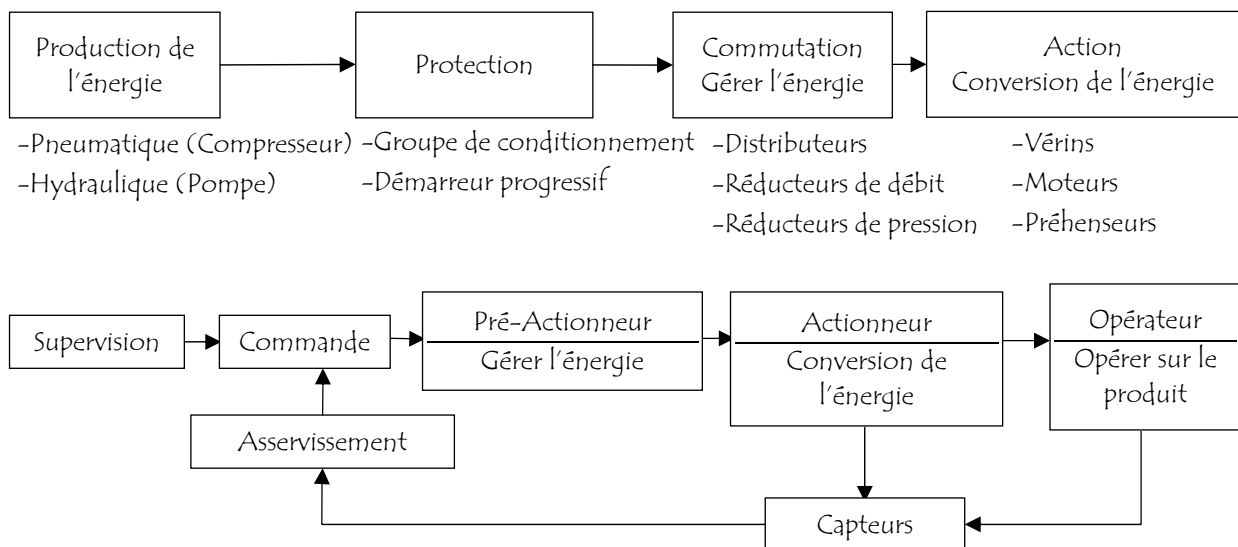 Production de
l'énergie
Protection
Commutation
Gérer l'énergie
Action
Conversion de l'énergie
-Pneumatique (Compresseur)
-Hydraulique (Pompe)
-Groupe de conditionnement
-Démarreur progressif
-Distributeurs
-Réducteurs de débit
-Réducteurs de pression
-Vérins
-Moteurs
-Préhenseurs
Supervision
Commande
Pré-Actionneur
Gérer l'énergie
Actionneur
Conversion de
l'énergie
Opérateur
Opérer sur le
produit
Asservissement
Capteurs